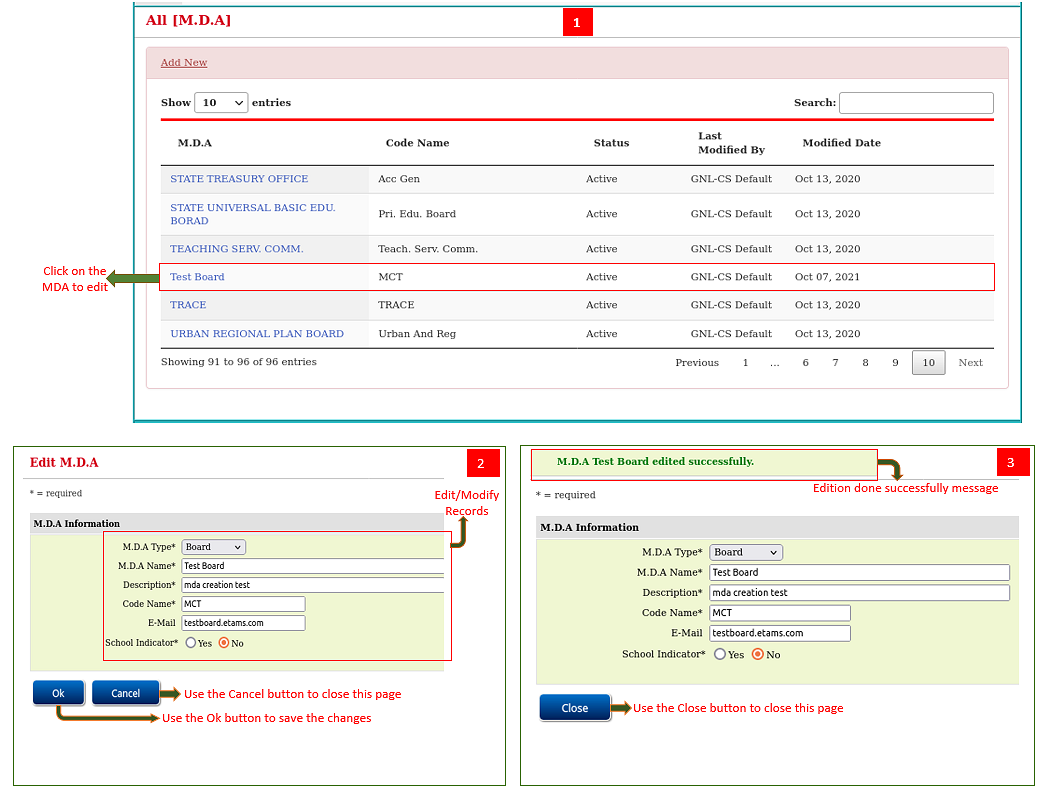 All [M.D.A]
1
Add New
Show 10 entries
Search:
M.D.A Code Name Status Last Modified By Modified Date
STATE TREASURY OFFICE Acc Gen Active GNL-CS Default Oct 13, 2020
STATE UNIVERSAL BASIC EDU. BORAD Pri. Edu. Board Active GNL-CS Default Oct 13, 2020
TEACHING SERV. COMM. Teach. Serv. Comm. Active GNL-CS Default Oct 13, 2020
Click on the
MDA to edit
Test Board MCT Active GNL-CS Default Oct 07, 2021
TRACE TRACE Active GNL-CS Default Oct 13, 2020
URBAN REGIONAL PLAN BOARD Urban And Reg Active GNL-CS Default Oct 13, 2020
Showing 91 to 96 of 96 entries
Previous 1 ... 6 7 8 9 10 Next
Edit M.D.A
2
* = required
Edit/Modify
Records
M.D.A Information
M.D.A Type* Board
M.D.A Name* Test Board
Description* mda creation test
Code Name* MCT
E-Mail testboard.etams.com
School Indicator* Yes No
Ok Cancel
Use the Cancel button to close this page
Use the Ok button to save the changes
M.D.A Test Board edited successfully.
3
Edition done successfully message
* = required
M.D.A Information
M.D.A Type* Board
M.D.A Name* Test Board
Description* mda creation test
Code Name* MCT
E-Mail testboard.etams.com
School Indicator* Yes No
Close
Use the Close button to close this page